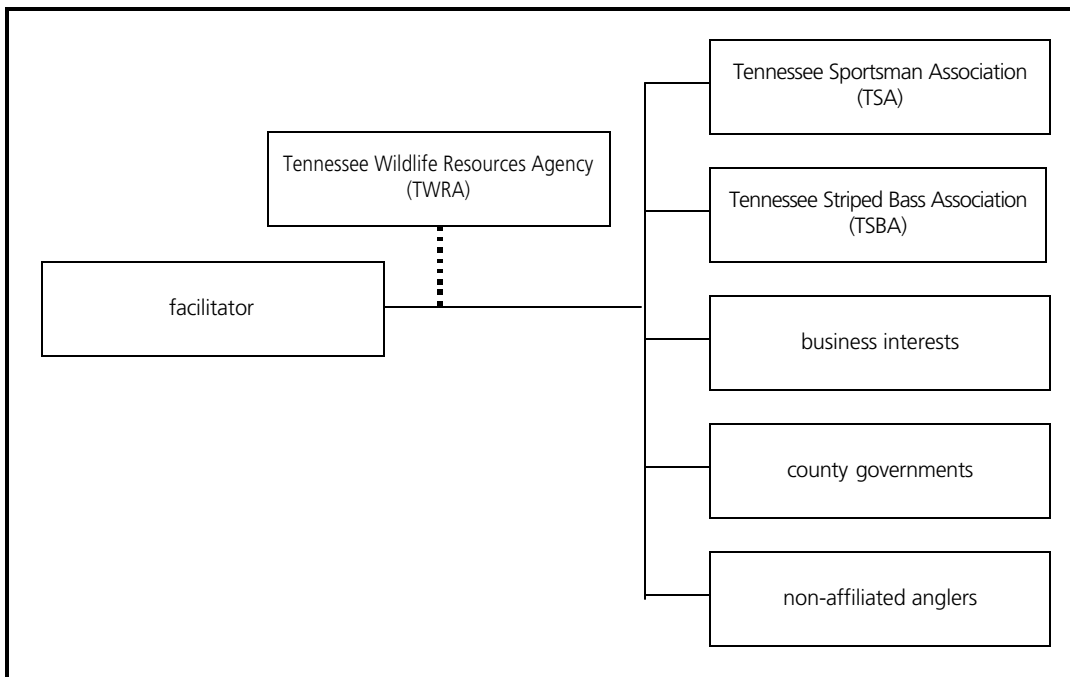 Tennessee Sportsman Association
(TSA)
Tennessee Wildlife Resources Agency
(TWRA)
Tennessee Striped Bass Association
(TSBA)
facilitator
business interests
county governments
non-affiliated anglers